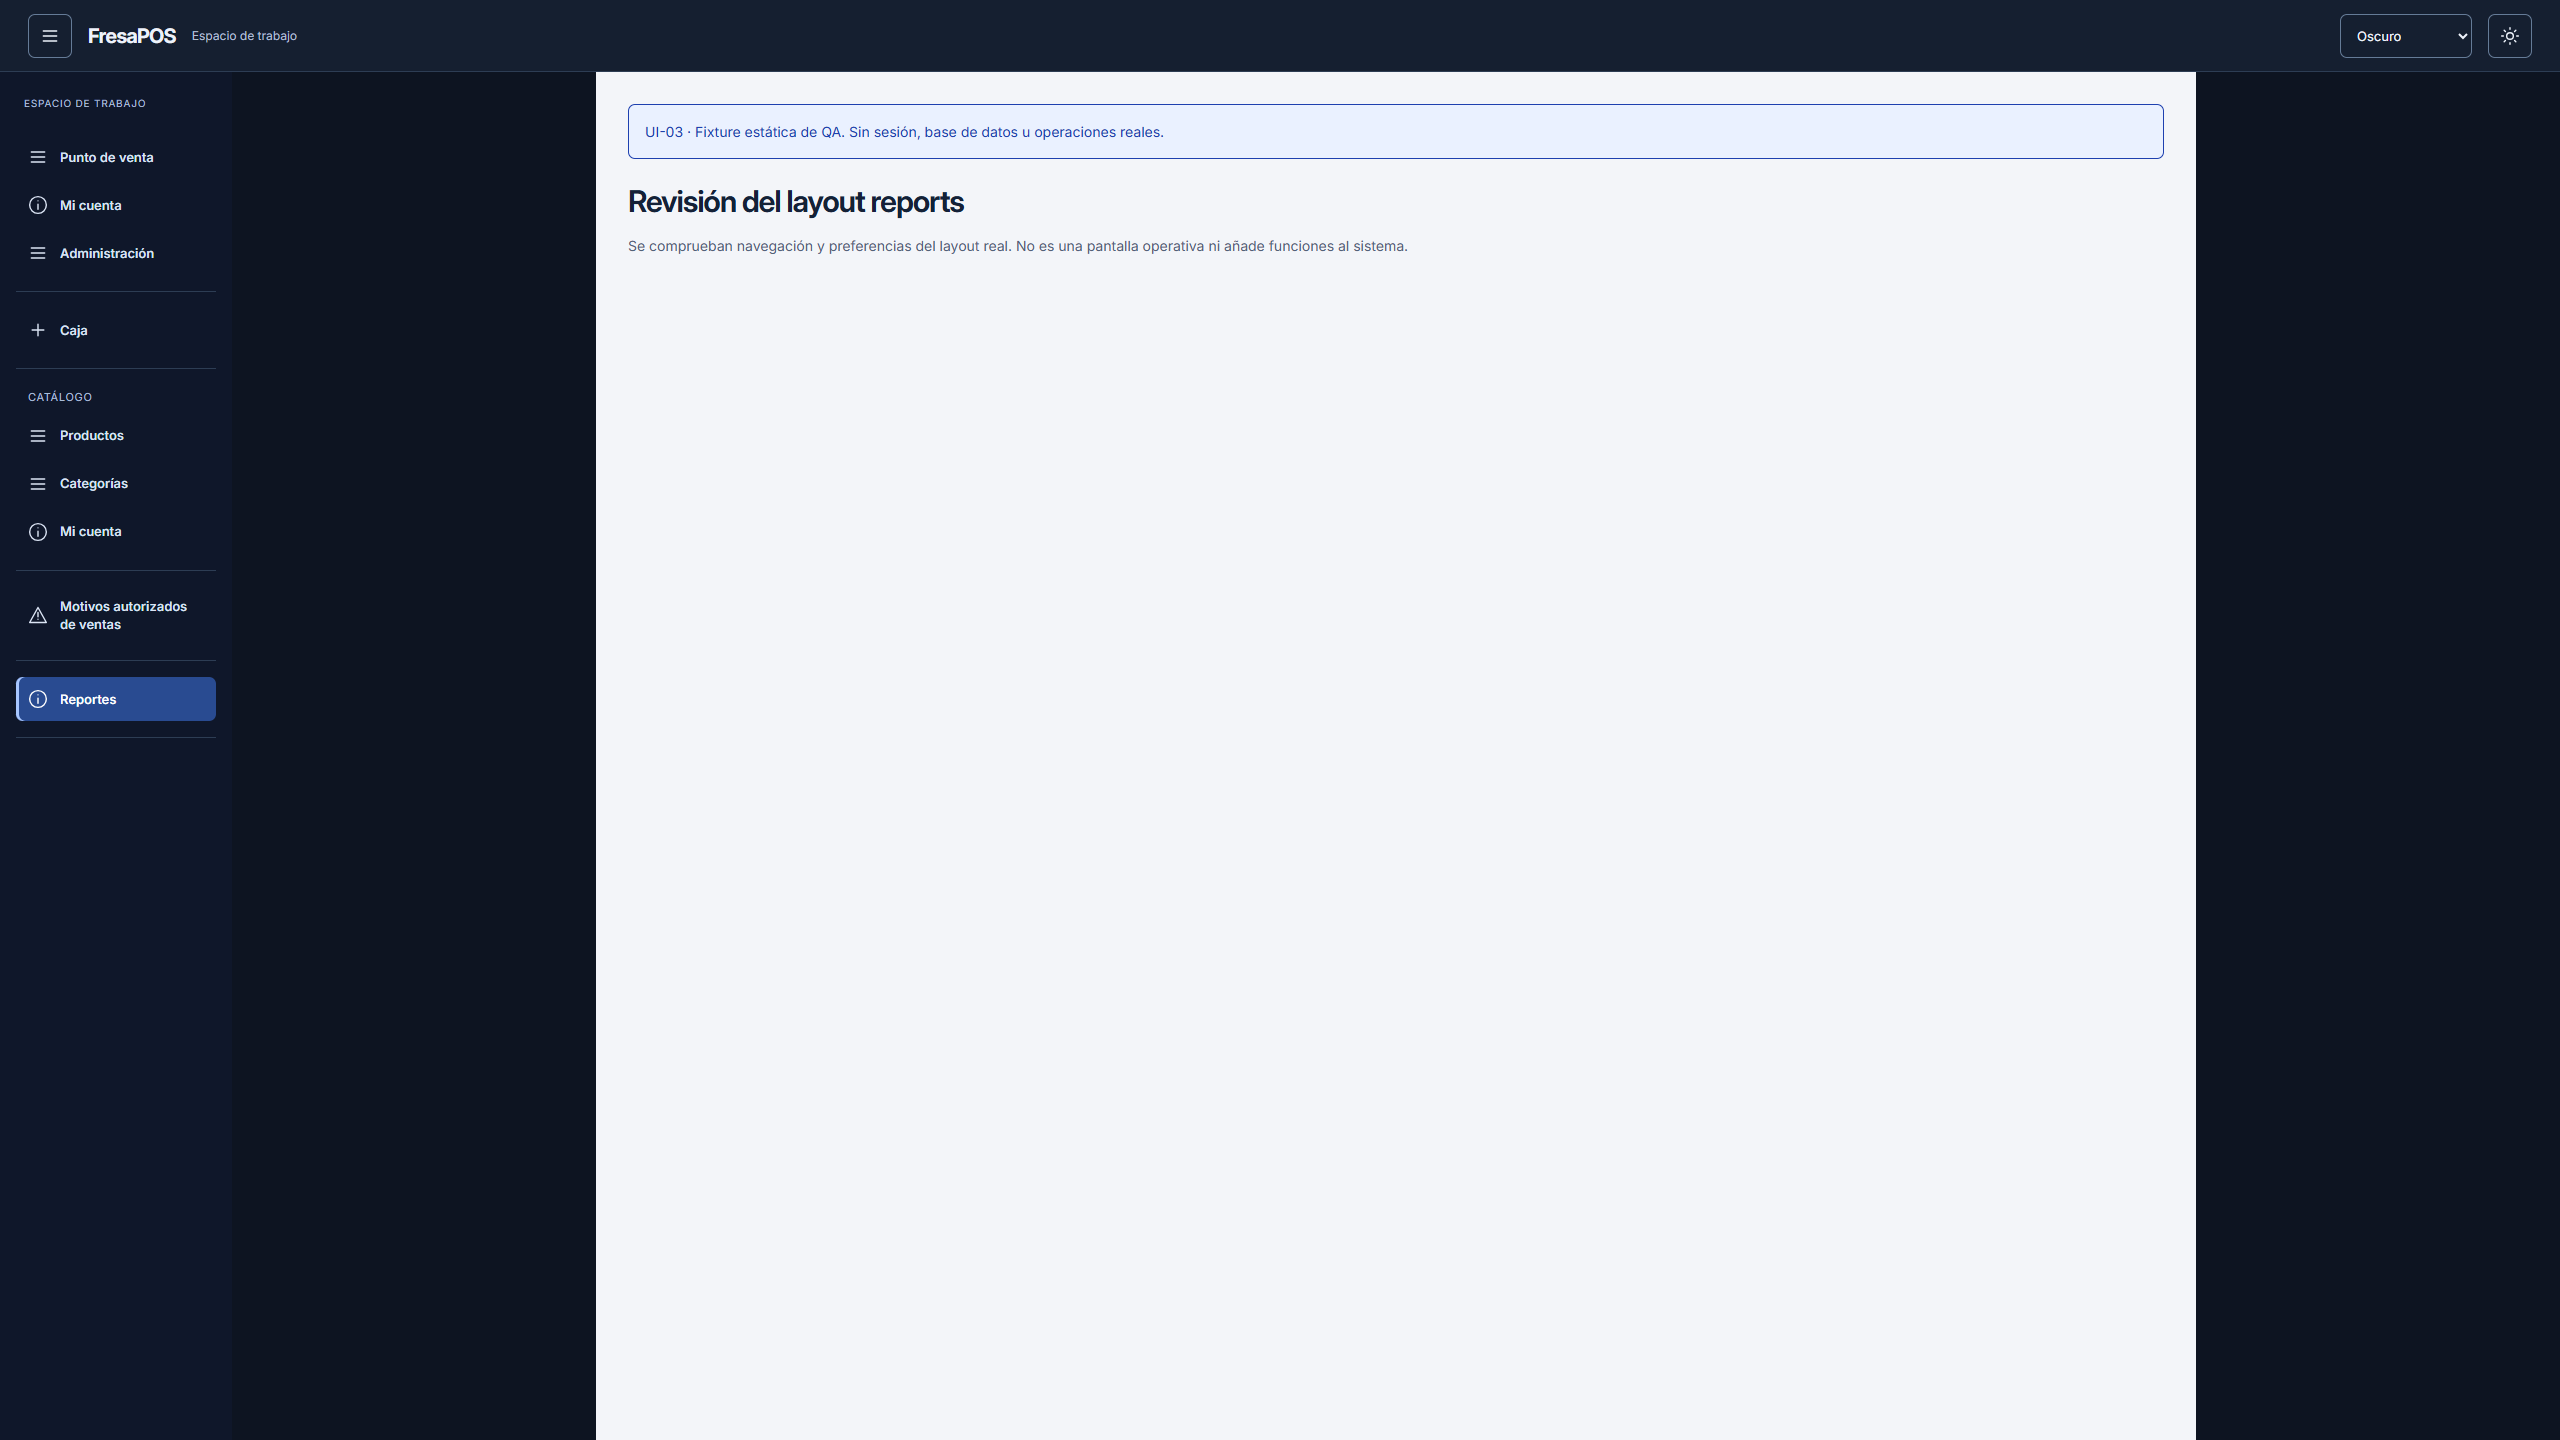 FresaPOS
Espacio de trabajo
Oscuro
ESPACIO DE TRABAJO
Punto de venta
Mi cuenta
Administración
Caja
CATÁLOGO
Productos
Categorías
Mi cuenta
Motivos autorizados
de ventas
Reportes
UI-03 · Fixture estática de QA. Sin sesión, base de datos u operaciones reales.
Revisión del layout reports
Se comprueban navegación y preferencias del layout real. No es una pantalla operativa ni añade funciones al sistema.